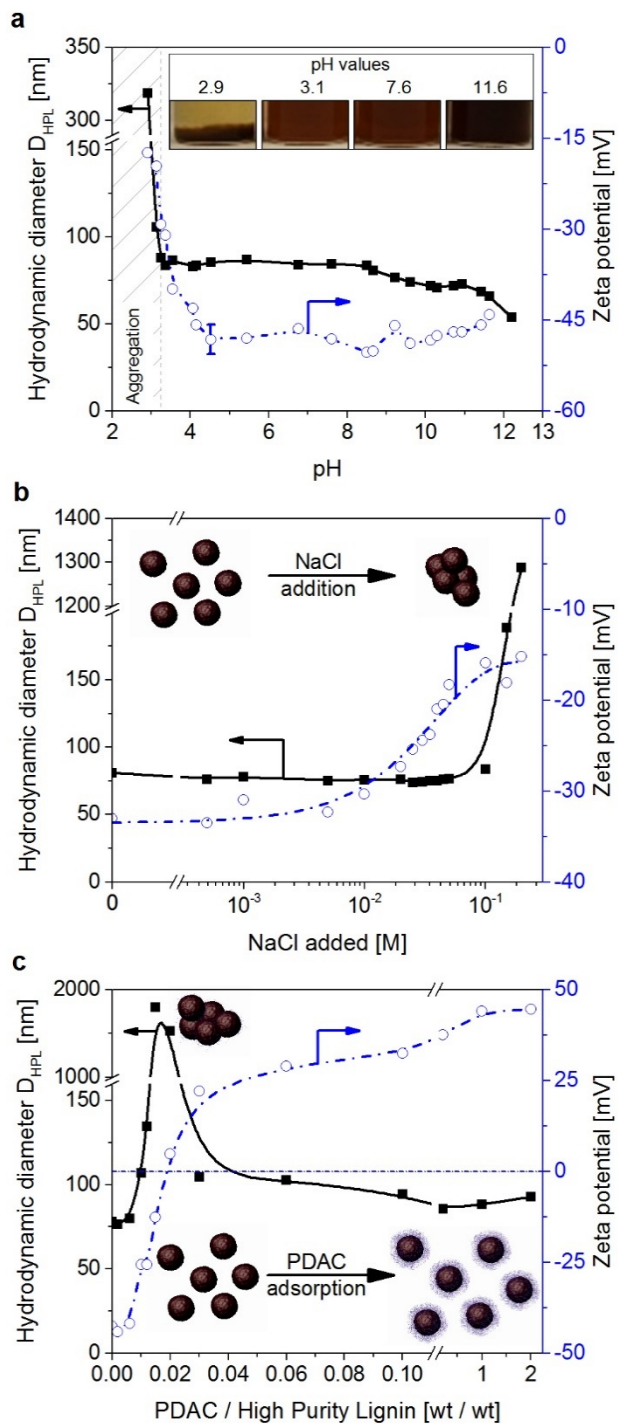 a
Hydrodynamic diameter D_HPL [nm]
350
300
150
100
50
0
Aggregation
pH values
2.9 3.1 7.6 11.6
0
-15
-30
-45
-60
Zeta potential [mV]
2 4 6 8 10 12 13
pH
b
Hydrodynamic diameter D_HPL [nm]
1400
1300
1200
150
100
50
0
NaCl
addition
0
-10
-20
-30
-40
Zeta potential [mV]
0 10^-3 10^-2 10^-1
NaCl added [M]
c
Hydrodynamic diameter D_HPL [nm]
2000
1000
150
100
50
0
PDAC
adsorption
50
25
0
-25
-50
Zeta potential [mV]
0.00 0.02 0.04 0.06 0.08 0.10 1 2
PDAC / High Purity Lignin [wt / wt]